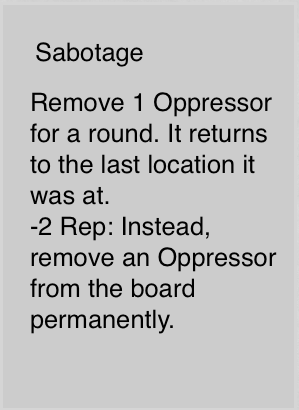 Sabotage
Remove 1 Oppressor
for a round. It returns
to the last location it
was at.
-2 Rep: Instead,
remove an Oppressor
from the board
permanently.